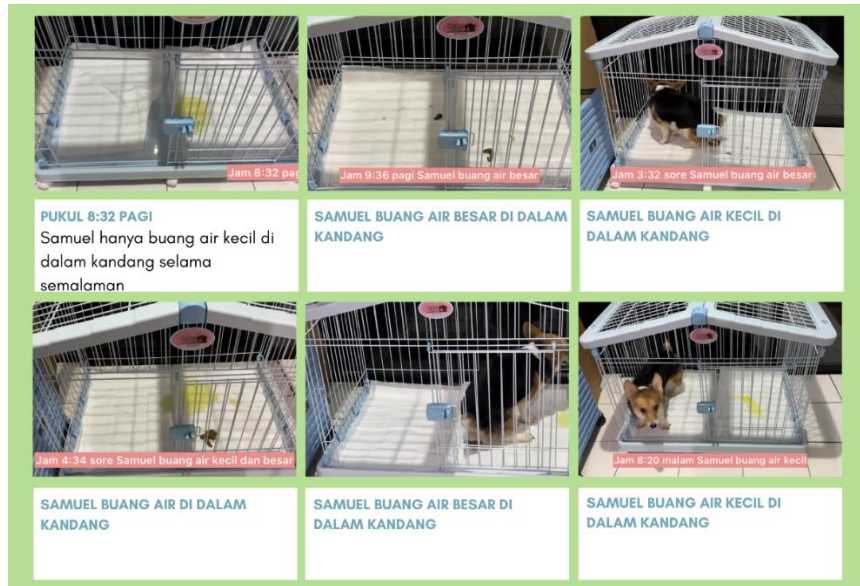 Jam 8:32 pag
Jam 9:36 pagi Samuel buang air besar
Jam 3:32 sore Samuel buang air besar
PUKUL 8:32 PAGI
Samuel hanya buang air kecil di
dalam kandang selama
semalaman
SAMUEL BUANG AIR BESAR DI DALAM
KANDANG
SAMUEL BUANG AIR KECIL DI
DALAM KANDANG
Jam 4:34 sore Samuel buang air kecil dan besar
Jam 8:20 malam Samuel buang air kecil
SAMUEL BUANG AIR DI DALAM
KANDANG
SAMUEL BUANG AIR BESAR DI
DALAM KANDANG
SAMUEL BUANG AIR KECIL DI
DALAM KANDANG